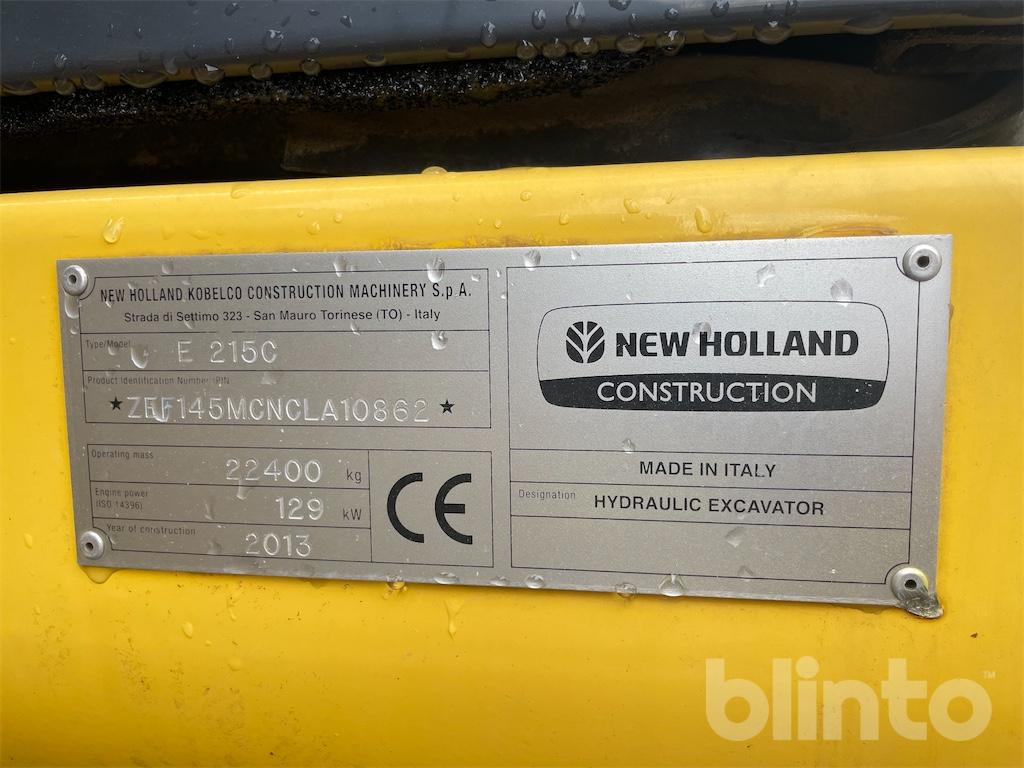 NEW HOLLAND KOBELCO CONSTRUCTION MACHINERY S.p.A.
Strada di Settimo 323 - San Mauro Torinese (TO) - Italy
Type/Model
E 215C
Product Identification Number (PIN
★ZEF145MCNCLA10862★
Operating mass
22400 kg
Engine power
(ISO 14396)
129 kW
Year of construction
2013
CE
NEW HOLLAND
CONSTRUCTION
MADE IN ITALY
Designation
HYDRAULIC EXCAVATOR
blinto™